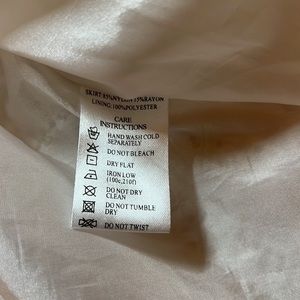 SKIRT:85%NYLON 15%RAYON
LINING:100%POLYESTER
CARE
INSTRUCTIONS
HAND WASH COLD
SEPARATELY
DO NOT BLEACH
DRY FLAT
IRON LOW
(100c,210f)
DO NOT DRY
CLEAN
DO NOT TUMBLE
DRY
DO NOT TWIST